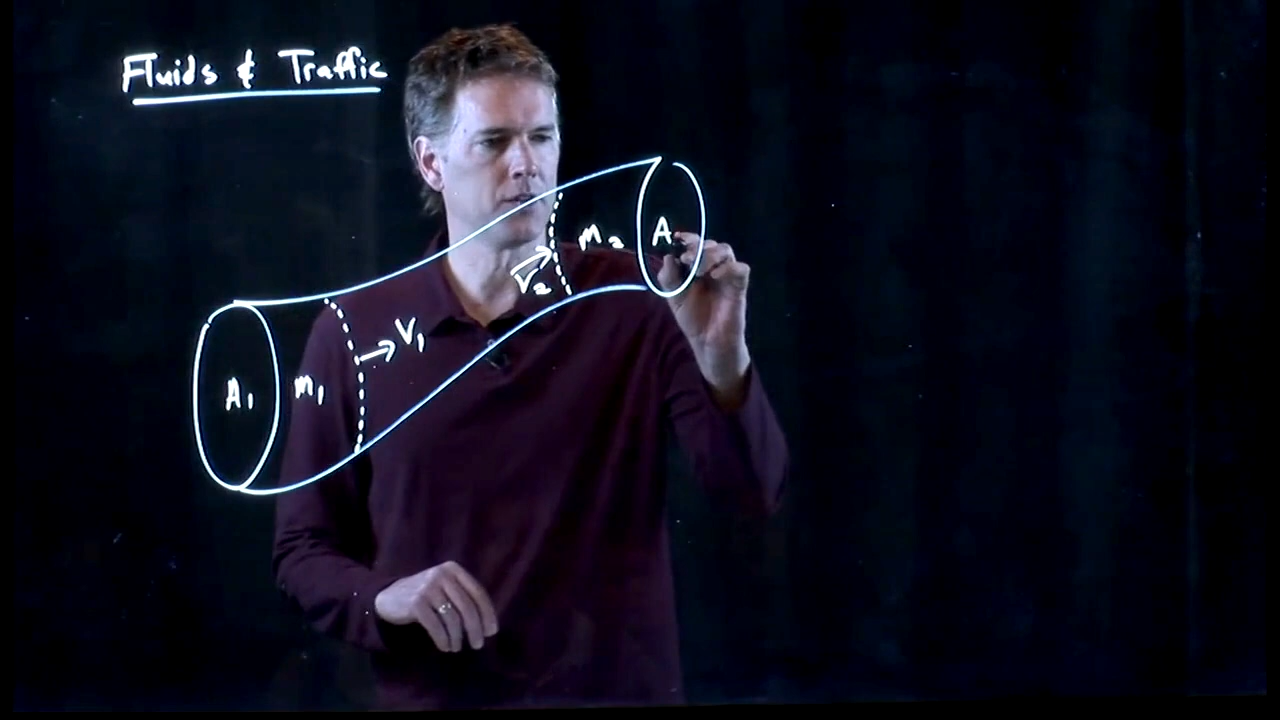 Fluids & Traffic
A
m₂
v₂
v₁
A₁
m₁